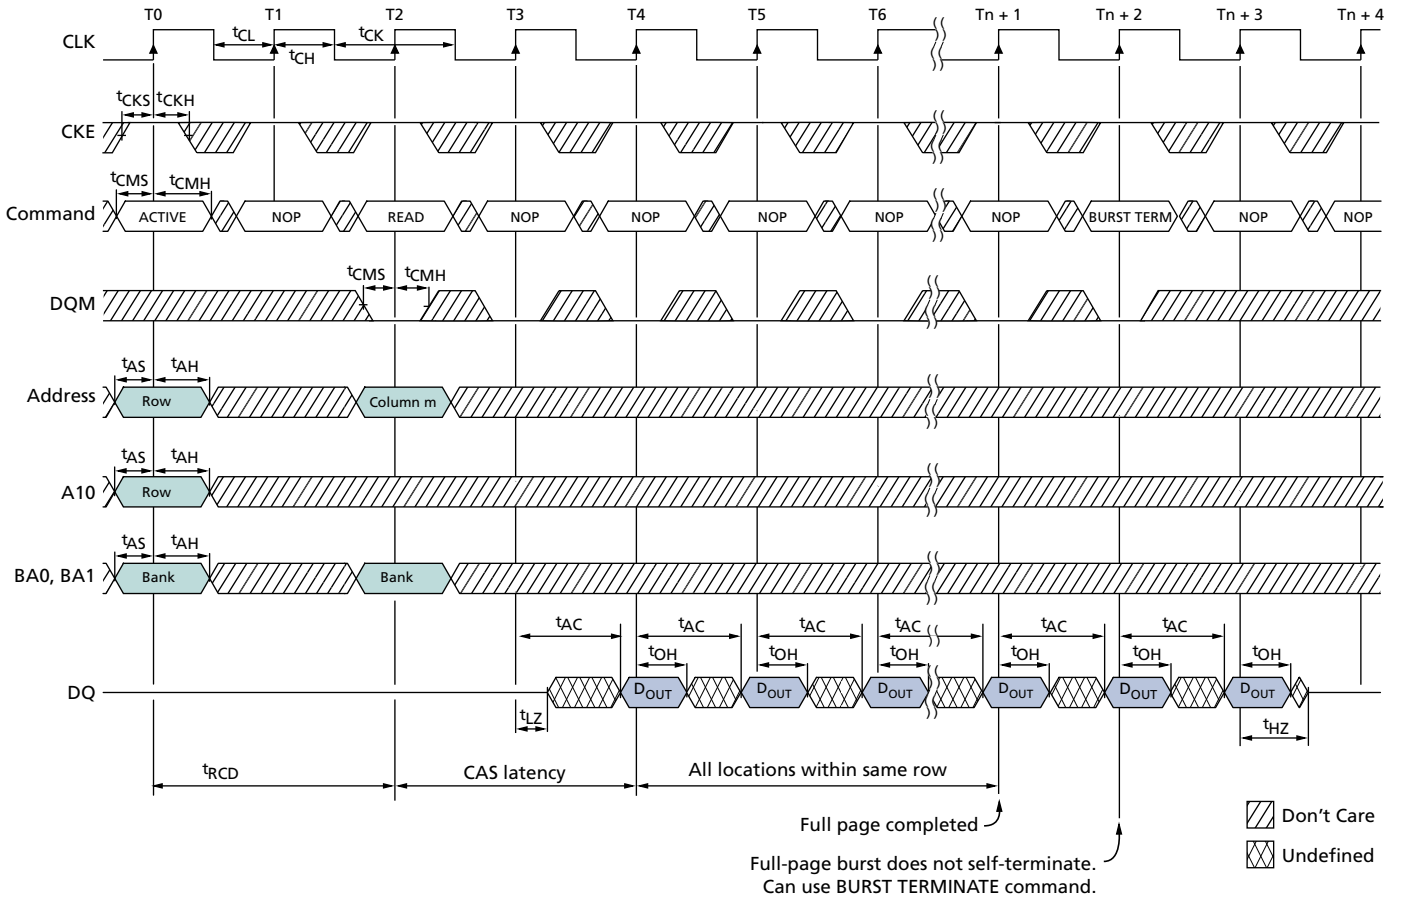 T0 T1 T2 T3 T4 T5 T6 Tn + 1 Tn + 2 Tn + 3 Tn + 4
CLK tCL tCH tCK
tCKS tCKH
CKE
tCMS tCMH
Command ACTIVE NOP READ NOP NOP NOP NOP NOP BURST TERM NOP NOP
tCMS tCMH
DQM
tAS tAH
Address Row Column m
tAS tAH
A10 Row
tAS tAH
BA0, BA1 Bank Bank
tAC tAC tAC tAC tAC tAC
tOH tOH tOH tOH tOH tOH
DQ DOUT DOUT DOUT DOUT DOUT DOUT
tLZ tHZ
tRCD CAS latency All locations within same row
Full page completed
Full-page burst does not self-terminate.
Can use BURST TERMINATE command.
Don't Care
Undefined